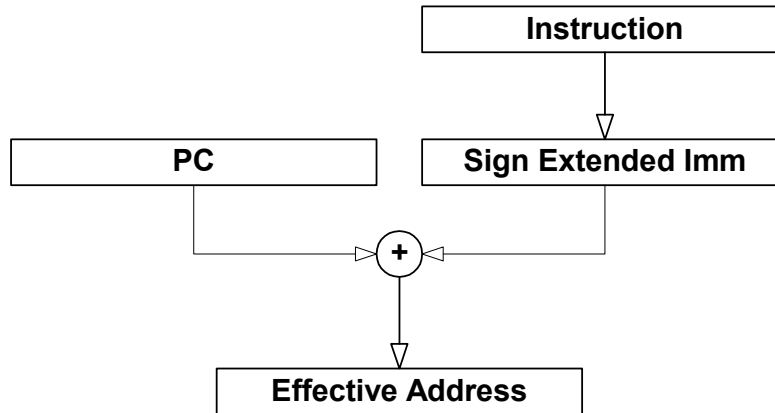 Instruction
PC
Sign Extended Imm
+
Effective Address